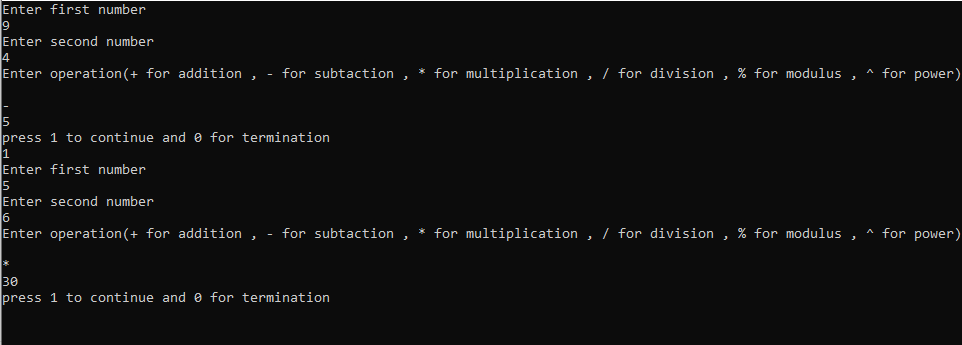 Enter first number
9
Enter second number
4
Enter operation(+ for addition , - for subtaction , * for multiplication , / for division , % for modulus , ^ for power)
-
5
press 1 to continue and 0 for termination
1
Enter first number
5
Enter second number
6
Enter operation(+ for addition , - for subtaction , * for multiplication , / for division , % for modulus , ^ for power)
*
30
press 1 to continue and 0 for termination